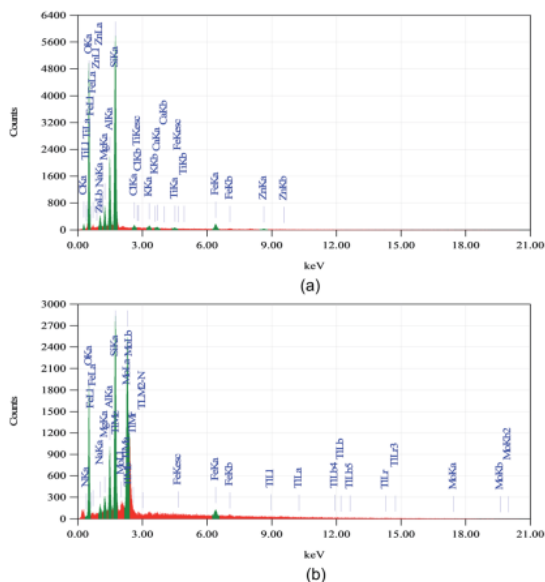 6400
5600
4800
4000
3200
2400
1600
800
0
Counts
CKa
TiLl TiLa
OKa
FeLl FeLa
ZnLl ZnLa
ZnLb NaKa
MgKa
AlKa
SiKa
ClKa
ClKb TiKesc
KKa
KKb CaKa
CaKb
TiKa
FeKesc
TiKb
FeKa
FeKb
ZnKa
ZnKb
0.00 3.00 6.00 9.00 12.00 15.00 18.00 21.00
keV
(a)
3000
2700
2400
2100
1800
1500
1200
900
600
300
0
Counts
NKa
OKa
FeLl FeLa
NaKa
MgKa
AlKa
SiKa
MoLa MoLb
TLM2-N
FeKesc
FeKa
FeKb
TlLl
TlLa
TlLb4
TlLb
TlLb5
TlLr
TlLr3
MoKa
MoKb
MoKb2
0.00 3.00 6.00 9.00 12.00 15.00 18.00 21.00
keV
(b)